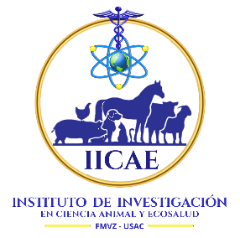 IICAE
INSTITUTO DE INVESTIGACIÓN
EN CIENCIA ANIMAL Y ECOSALUD
FMVZ - USAC